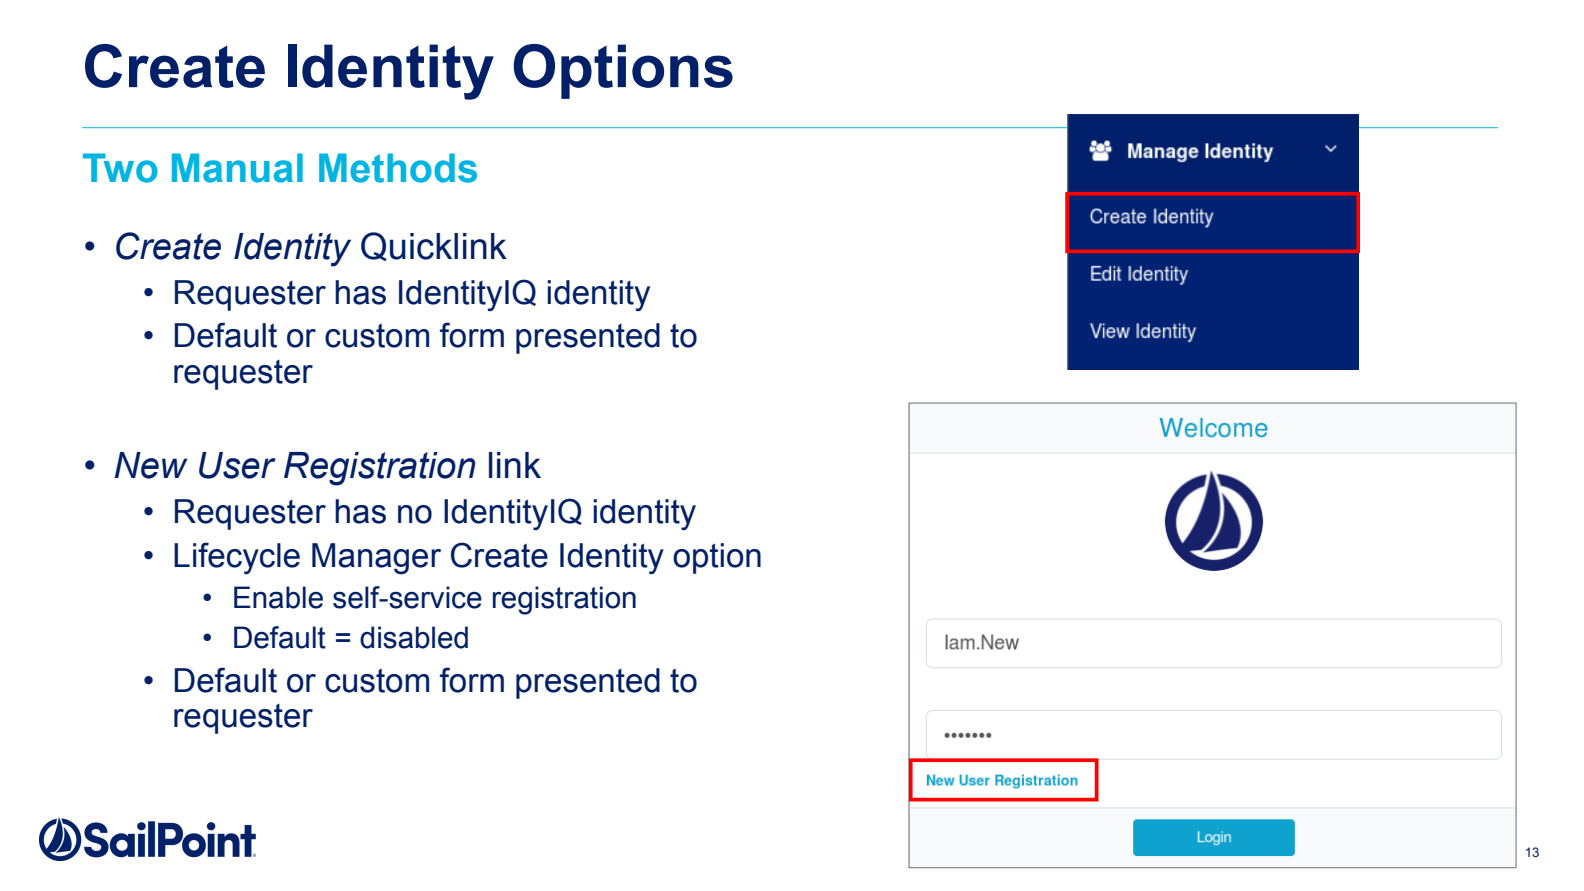 Create Identity Options
Two Manual Methods
• Create Identity Quicklink
• Requester has IdentityIQ identity
• Default or custom form presented to
requester
• New User Registration link
• Requester has no IdentityIQ identity
• Lifecycle Manager Create Identity option
• Enable self-service registration
• Default = disabled
• Default or custom form presented to
requester
Manage Identity
Create Identity
Edit Identity
View Identity
Welcome
Iam.New
•••••••
New User Registration
Login
SailPoint
13